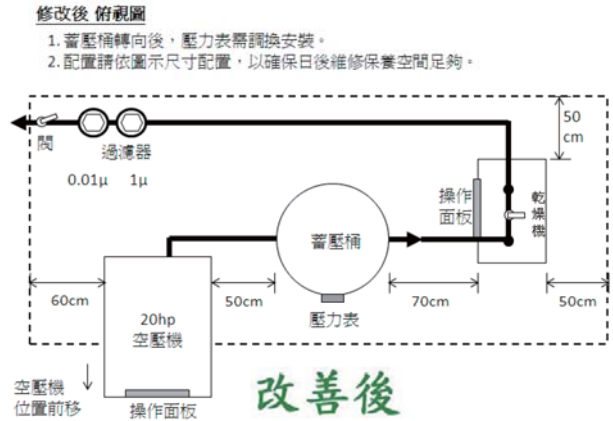 修改後 俯視圖
1. 蓄壓桶轉向後，壓力表需調換安裝。
2. 配置請依圖示尺寸配置，以確保日後維修保養空間足夠。
50
cm
閥
過濾器
0.01μ 1μ
操作
面板
乾燥機
蓄壓桶
60cm
50cm
70cm
50cm
20hp
空壓機
壓力表
空壓機
位置前移
操作面板
改善後